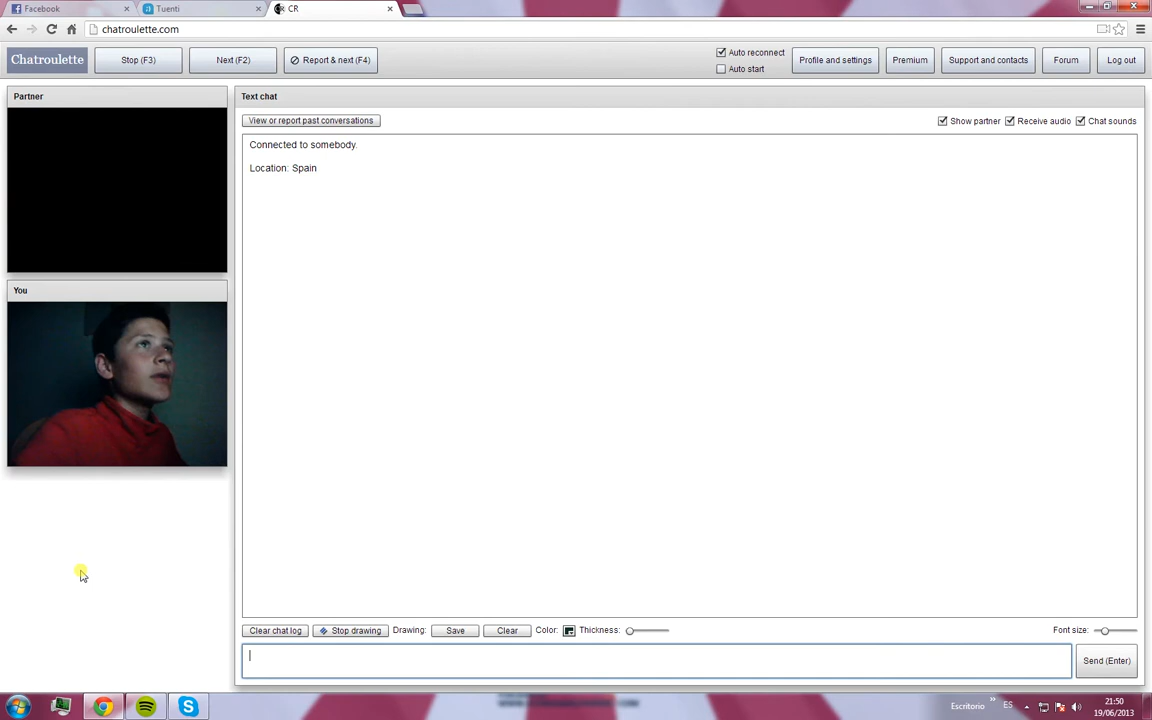 Facebook
Tuenti
CR
chatroulette.com
Chatroulette
Stop (F3)
Next (F2)
Report & next (F4)
Auto reconnect
Auto start
Profile and settings
Premium
Support and contacts
Forum
Log out
Partner
Text chat
View or report past conversations
Show partner
Receive audio
Chat sounds
Connected to somebody.
Location: Spain
You
Clear chat log
Stop drawing
Drawing:
Save
Clear
Color:
Thickness:
Font size:
Send (Enter)
Escritorio
ES
21:50
19/06/2013